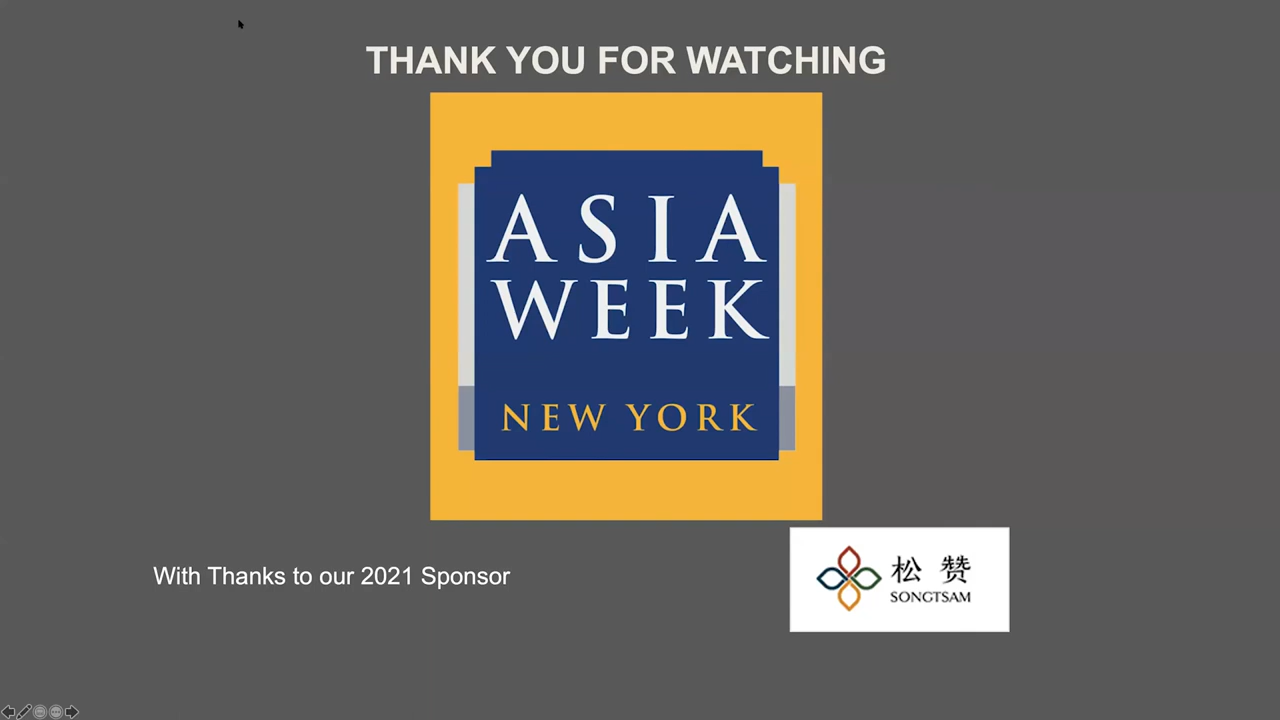 THANK YOU FOR WATCHING
ASIA
WEEK
NEW YORK
With Thanks to our 2021 Sponsor
松赞
SONGTSAM